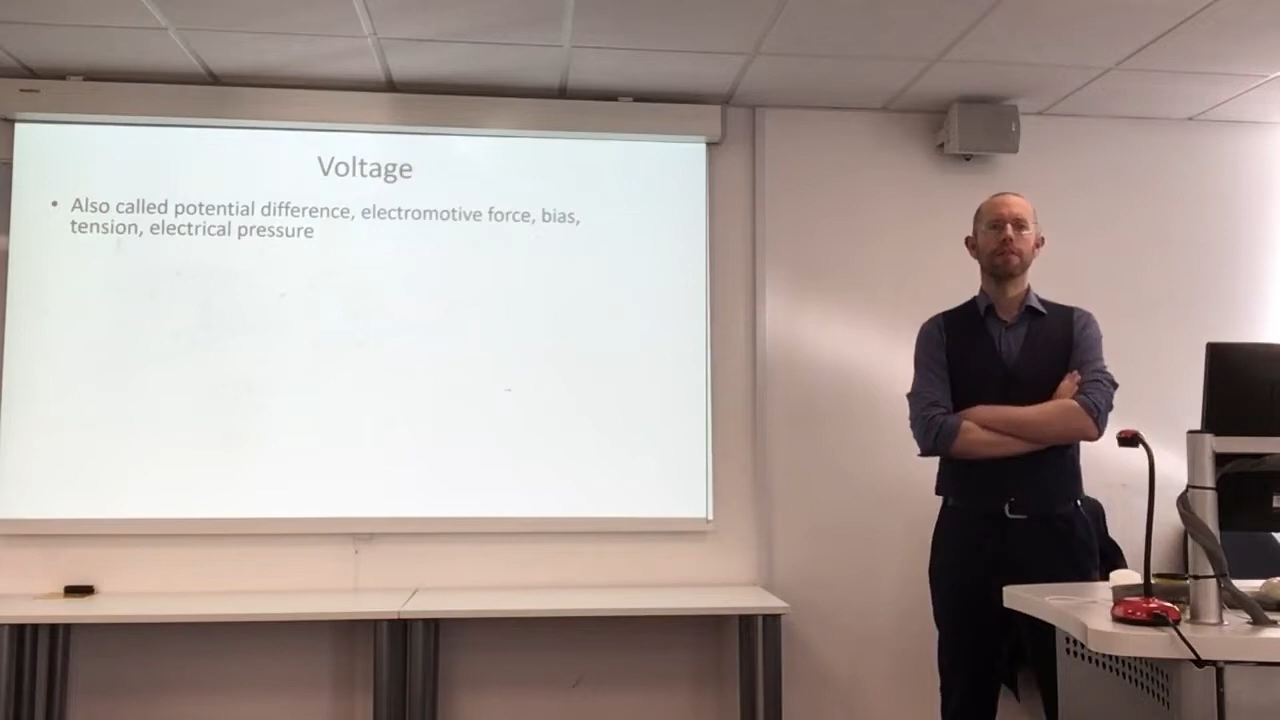 Voltage
• Also called potential difference, electromotive force, bias,
tension, electrical pressure